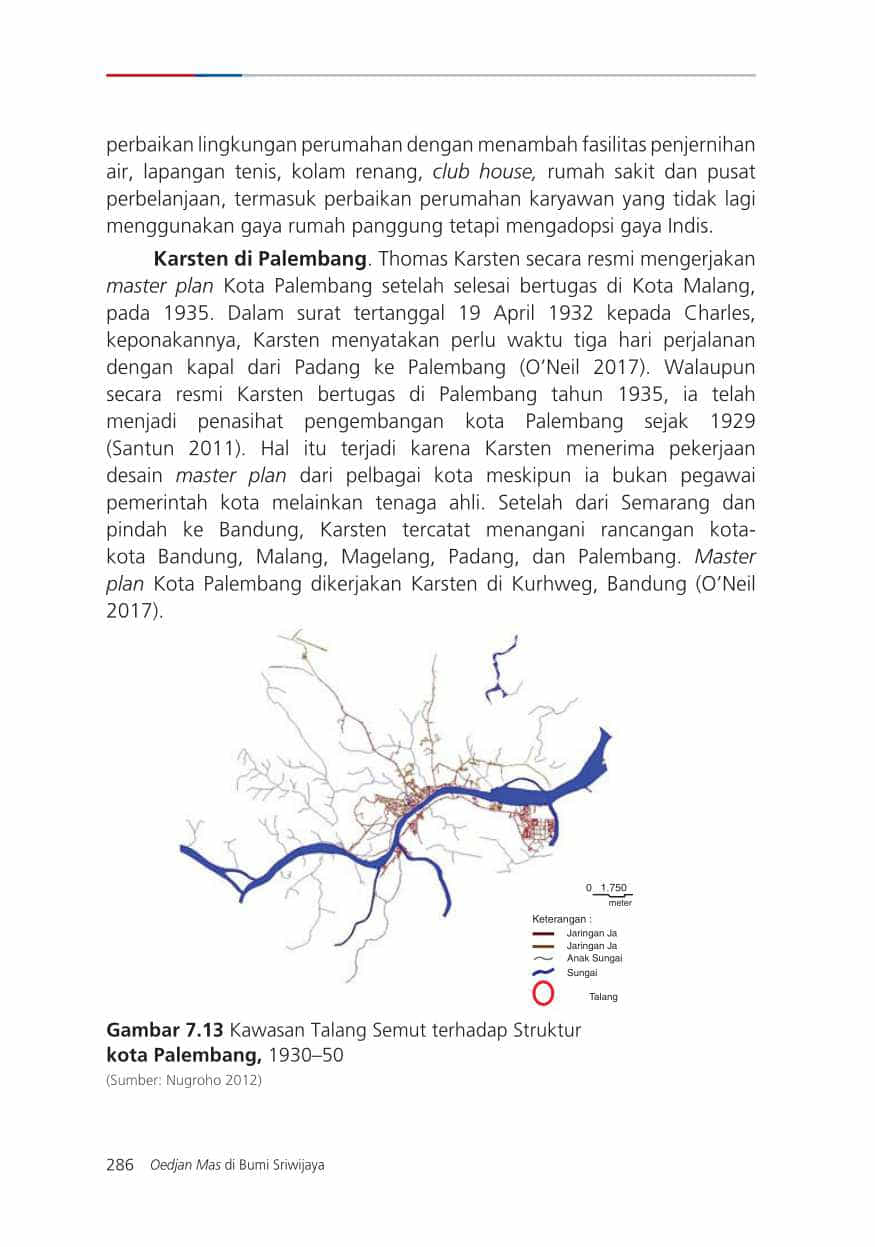 perbaikan lingkungan perumahan dengan menambah fasilitas penjernihan
air, lapangan tenis, kolam renang, club house, rumah sakit dan pusat
perbelanjaan, termasuk perbaikan perumahan karyawan yang tidak lagi
menggunakan gaya rumah panggung tetapi mengadopsi gaya Indis.
Karsten di Palembang. Thomas Karsten secara resmi mengerjakan
master plan Kota Palembang setelah selesai bertugas di Kota Malang,
pada 1935. Dalam surat tertanggal 19 April 1932 kepada Charles,
keponakannya, Karsten menyatakan perlu waktu tiga hari perjalanan
dengan kapal dari Padang ke Palembang (O’Neil 2017). Walaupun
secara resmi Karsten bertugas di Palembang tahun 1935, ia telah
menjadi penasihat pengembangan kota Palembang sejak 1929
(Santun 2011). Hal itu terjadi karena Karsten menerima pekerjaan
desain master plan dari pelbagai kota meskipun ia bukan pegawai
pemerintah kota melainkan tenaga ahli. Setelah dari Semarang dan
pindah ke Bandung, Karsten tercatat menangani rancangan kota-
kota Bandung, Malang, Magelang, Padang, dan Palembang. Master
plan Kota Palembang dikerjakan Karsten di Kurhweg, Bandung (O’Neil
2017).
0 1.750
meter
Keterangan :
Jaringan Ja
Jaringan Ja
Anak Sungai
Sungai
Talang
Gambar 7.13 Kawasan Talang Semut terhadap Struktur
kota Palembang, 1930–50
(Sumber: Nugroho 2012)
286 Oedjan Mas di Bumi Sriwijaya